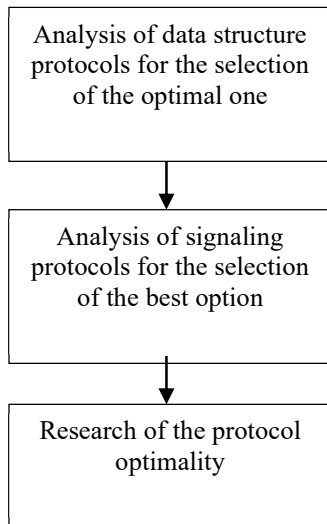 Analysis of data structure
protocols for the selection
of the optimal one
Analysis of signaling
protocols for the selection
of the best option
Research of the protocol
optimality